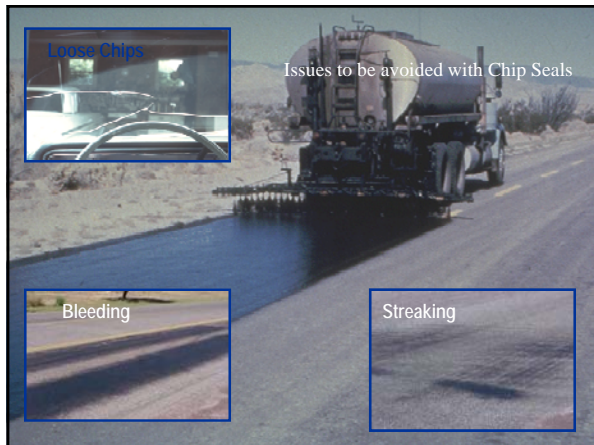 Loose Chips
Issues to be avoided with Chip Seals
Bleeding
Streaking